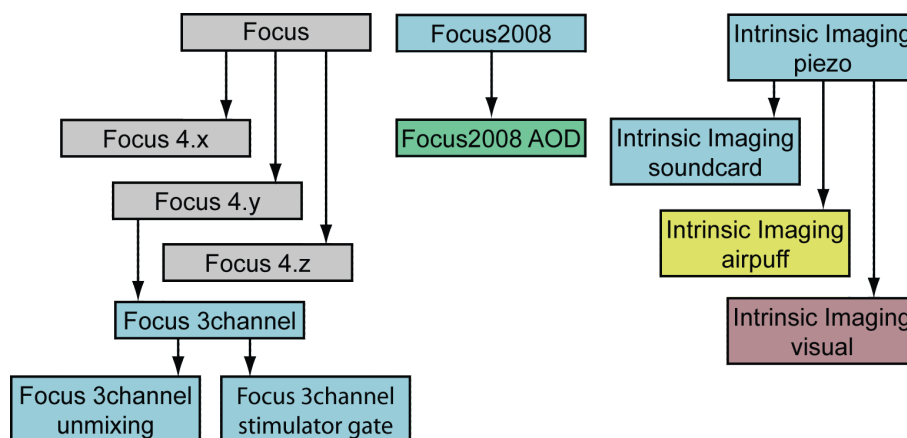 Focus
Focus2008
Intrinsic Imaging
piezo
Focus 4.x
Focus2008 AOD
Intrinsic Imaging
soundcard
Focus 4.y
Intrinsic Imaging
airpuff
Focus 4.z
Focus 3channel
Intrinsic Imaging
visual
Focus 3channel
unmixing
Focus 3channel
stimulator gate